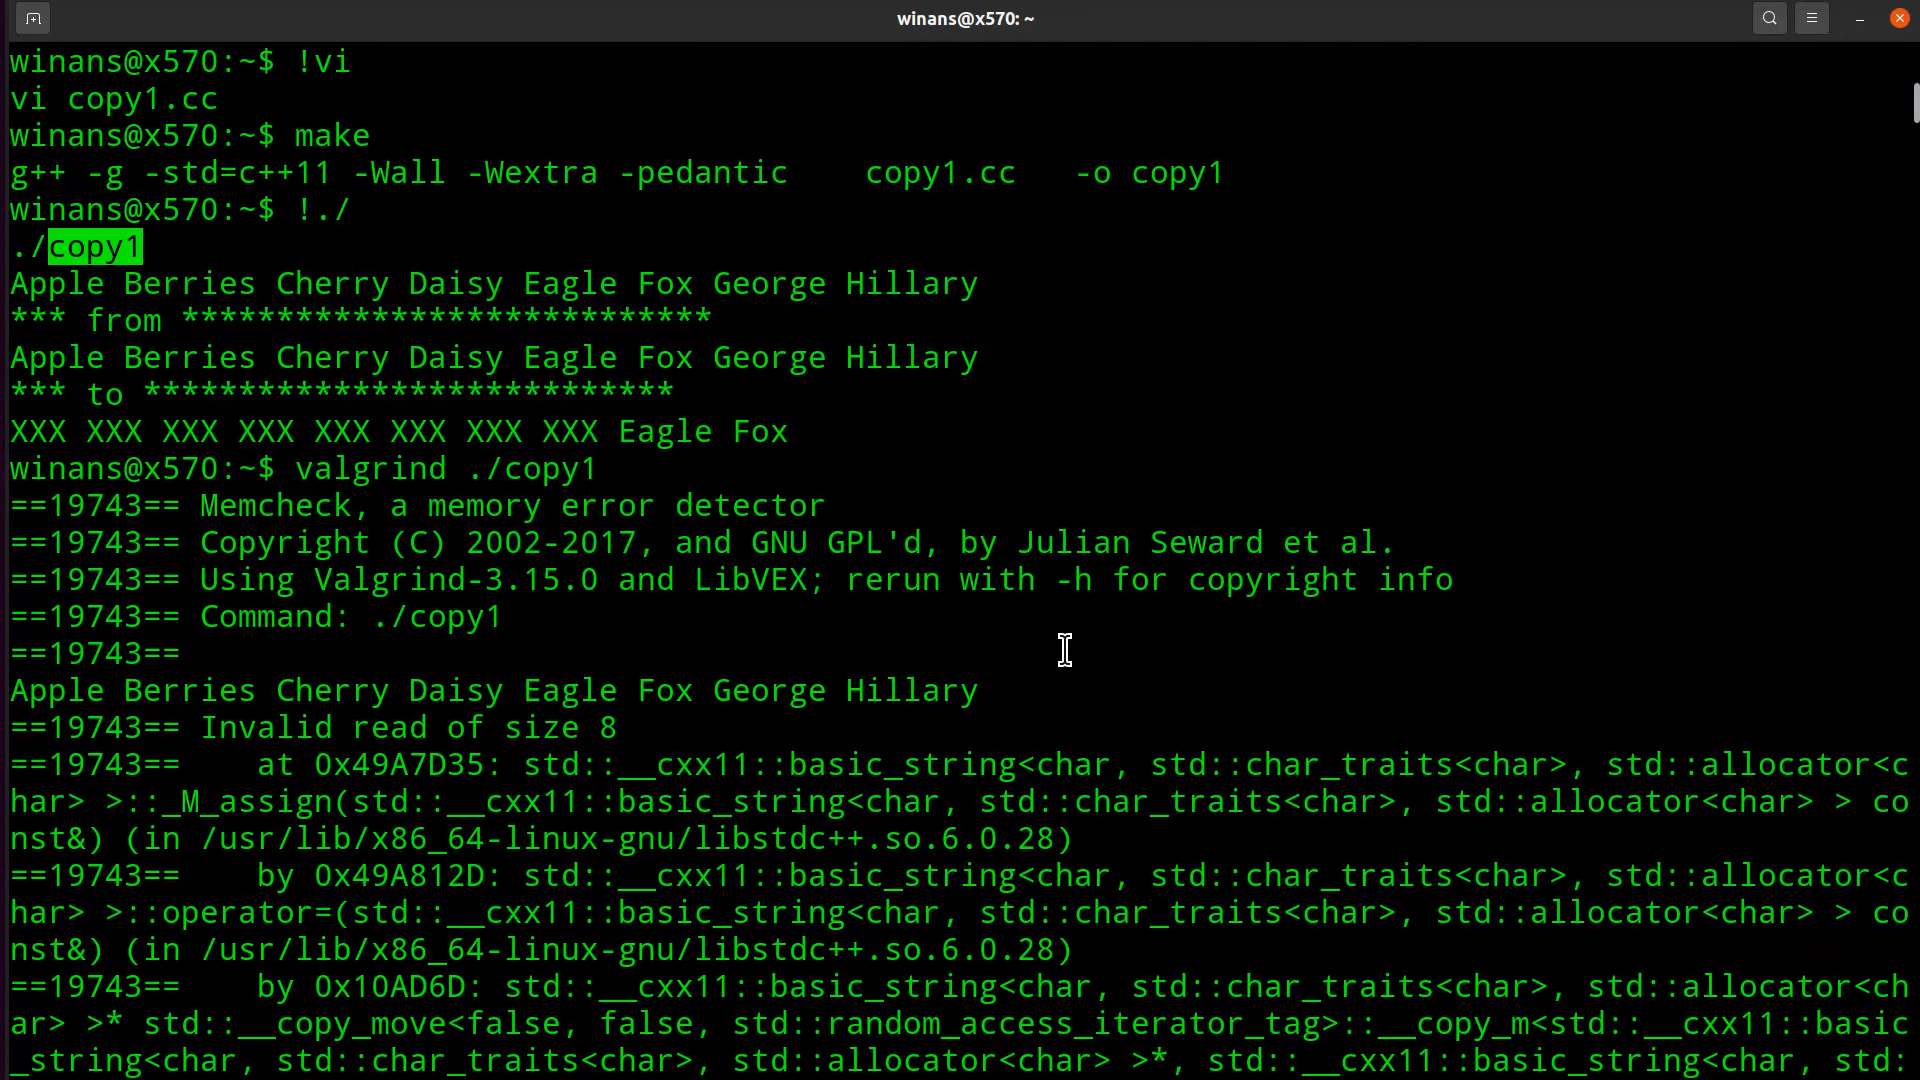 winans@x570: ~
winans@x570:~$ !vi
vi copy1.cc
winans@x570:~$ make
g++ -g -std=c++11 -Wall -Wextra -pedantic    copy1.cc   -o copy1
winans@x570:~$ !./
./copy1
Apple Berries Cherry Daisy Eagle Fox George Hillary
*** from ****************************
Apple Berries Cherry Daisy Eagle Fox George Hillary
*** to ****************************
XXX XXX XXX XXX XXX XXX XXX XXX Eagle Fox
winans@x570:~$ valgrind ./copy1
==19743== Memcheck, a memory error detector
==19743== Copyright (C) 2002-2017, and GNU GPL'd, by Julian Seward et al.
==19743== Using Valgrind-3.15.0 and LibVEX; rerun with -h for copyright info
==19743== Command: ./copy1
==19743==
Apple Berries Cherry Daisy Eagle Fox George Hillary
==19743== Invalid read of size 8
==19743==    at 0x49A7D35: std::__cxx11::basic_string<char, std::char_traits<char>, std::allocator<c
har> >::_M_assign(std::__cxx11::basic_string<char, std::char_traits<char>, std::allocator<char> > co
nst&) (in /usr/lib/x86_64-linux-gnu/libstdc++.so.6.0.28)
==19743==    by 0x49A812D: std::__cxx11::basic_string<char, std::char_traits<char>, std::allocator<c
har> >::operator=(std::__cxx11::basic_string<char, std::char_traits<char>, std::allocator<char> > co
nst&) (in /usr/lib/x86_64-linux-gnu/libstdc++.so.6.0.28)
==19743==    by 0x10AD6D: std::__cxx11::basic_string<char, std::char_traits<char>, std::allocator<ch
ar> >* std::__copy_move<false, false, std::random_access_iterator_tag>::__copy_m<std::__cxx11::basic
_string<char, std::char_traits<char>, std::allocator<char> >*, std::__cxx11::basic_string<char, std: